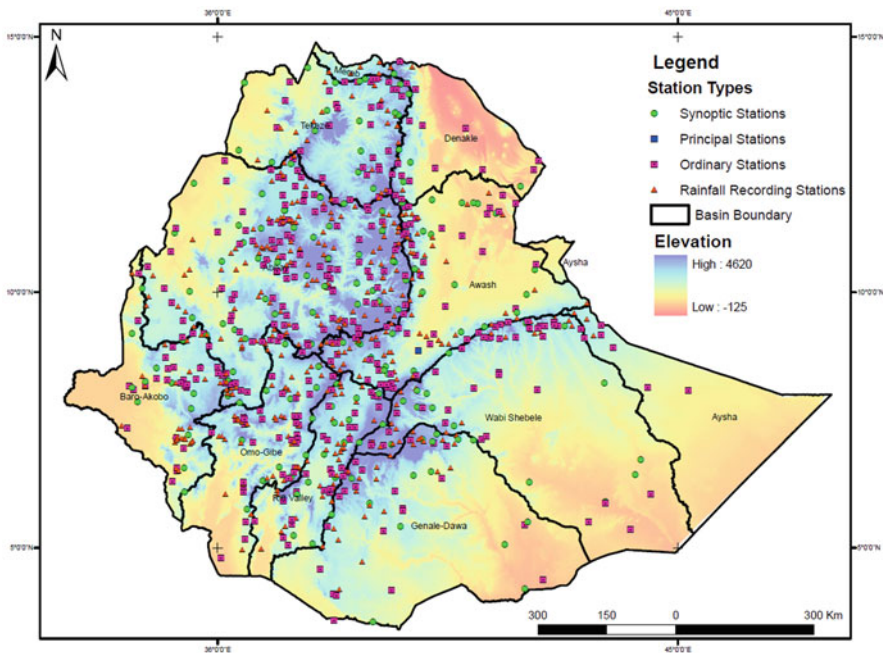 36°0'0"E
45°0'0"E
15°0'0"N
15°0'0"N
N
Legend
Station Types
Synoptic Stations
Principal Stations
Ordinary Stations
Rainfall Recording Stations
Basin Boundary
Elevation
High : 4620
Low : -125
Mereb
Tekeze
Denakle
Aysha
Awash
10°0'0"N
10°0'0"N
Baro-Akobo
Wabi Shebele
Aysha
Omo-Gibe
Rift Valley
Genale-Dawa
5°0'0"N
5°0'0"N
300 150 0 300 Km
36°0'0"E
45°0'0"E